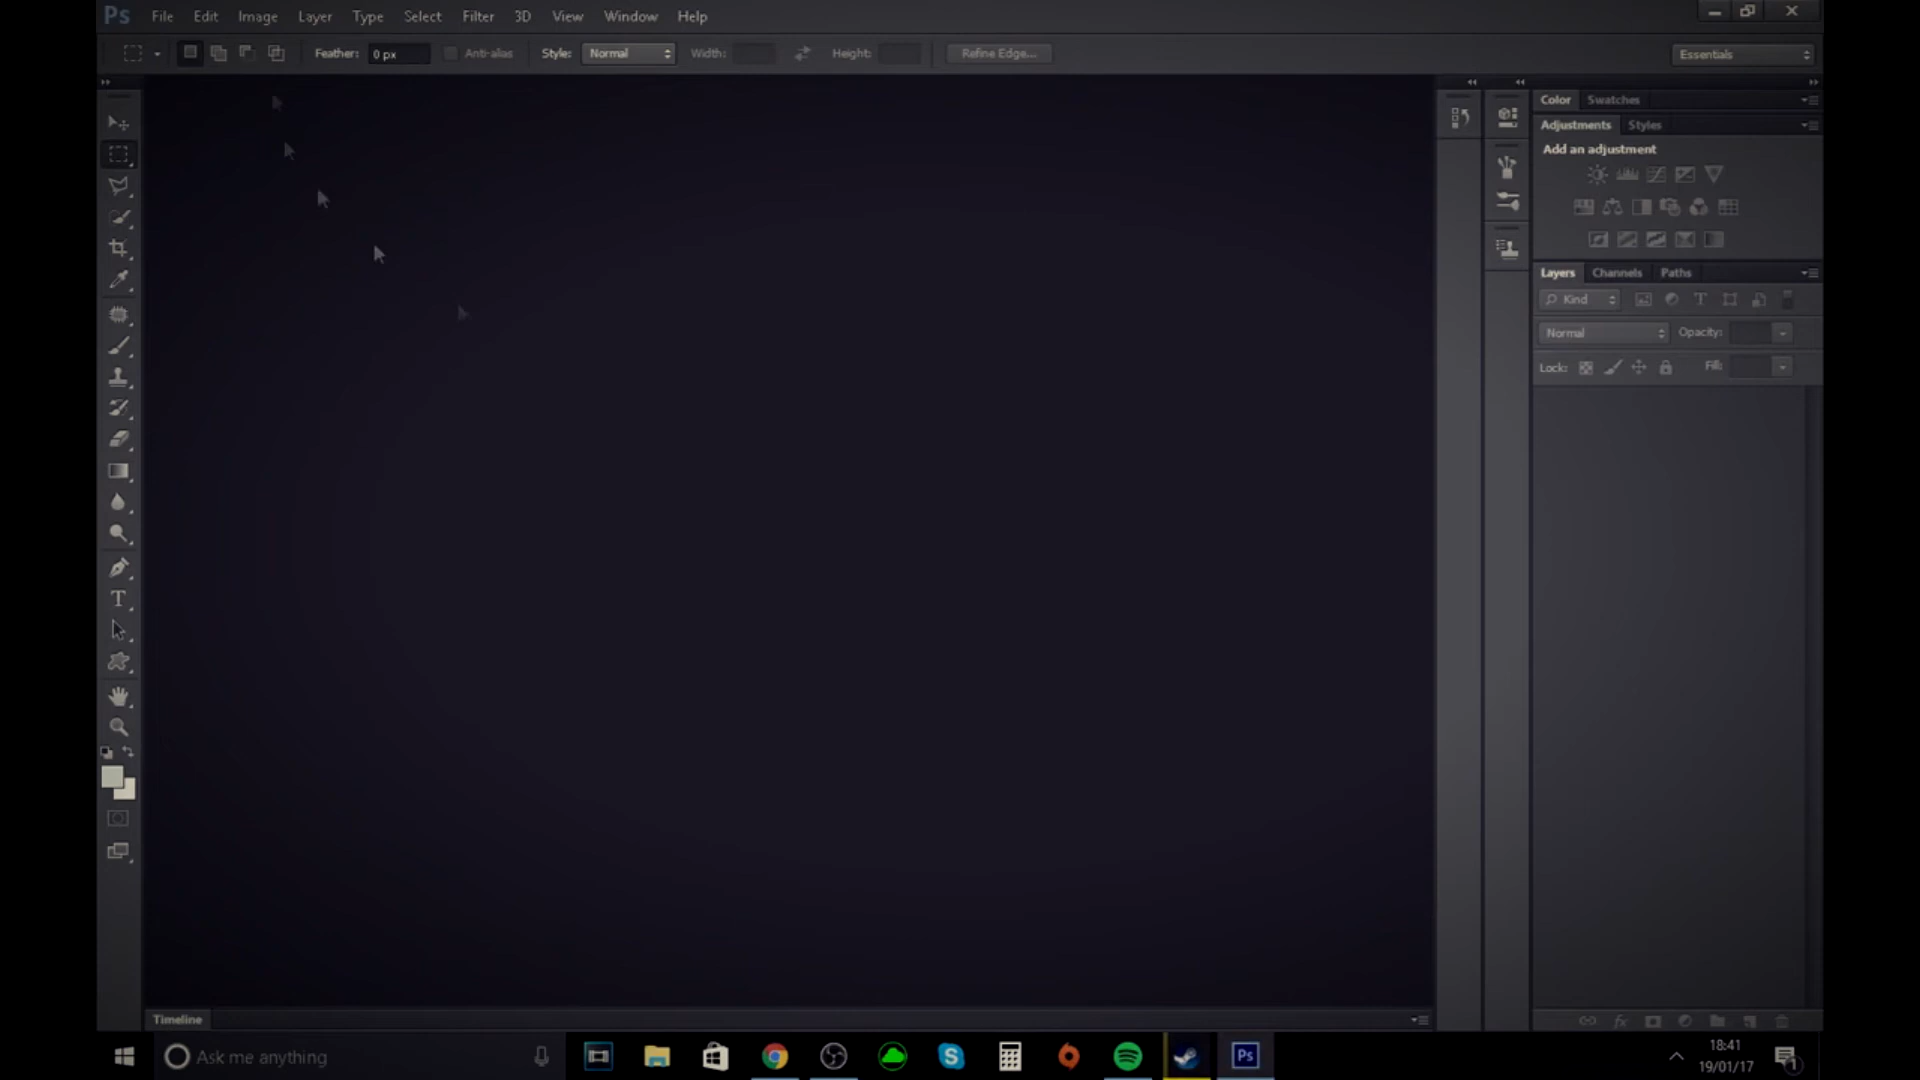 Ps File Edit Image Layer Type Select Filter 3D View Window Help
Feather: 0 px Anti-alias Style: Normal Width: Height: Refine Edge... Essentials
Color Swatches
Adjustments Styles
Add an adjustment
Layers Channels Paths
Kind
Normal Opacity:
Lock: Fill:
Timeline
Ask me anything
Ps
18:41
19/01/17
1